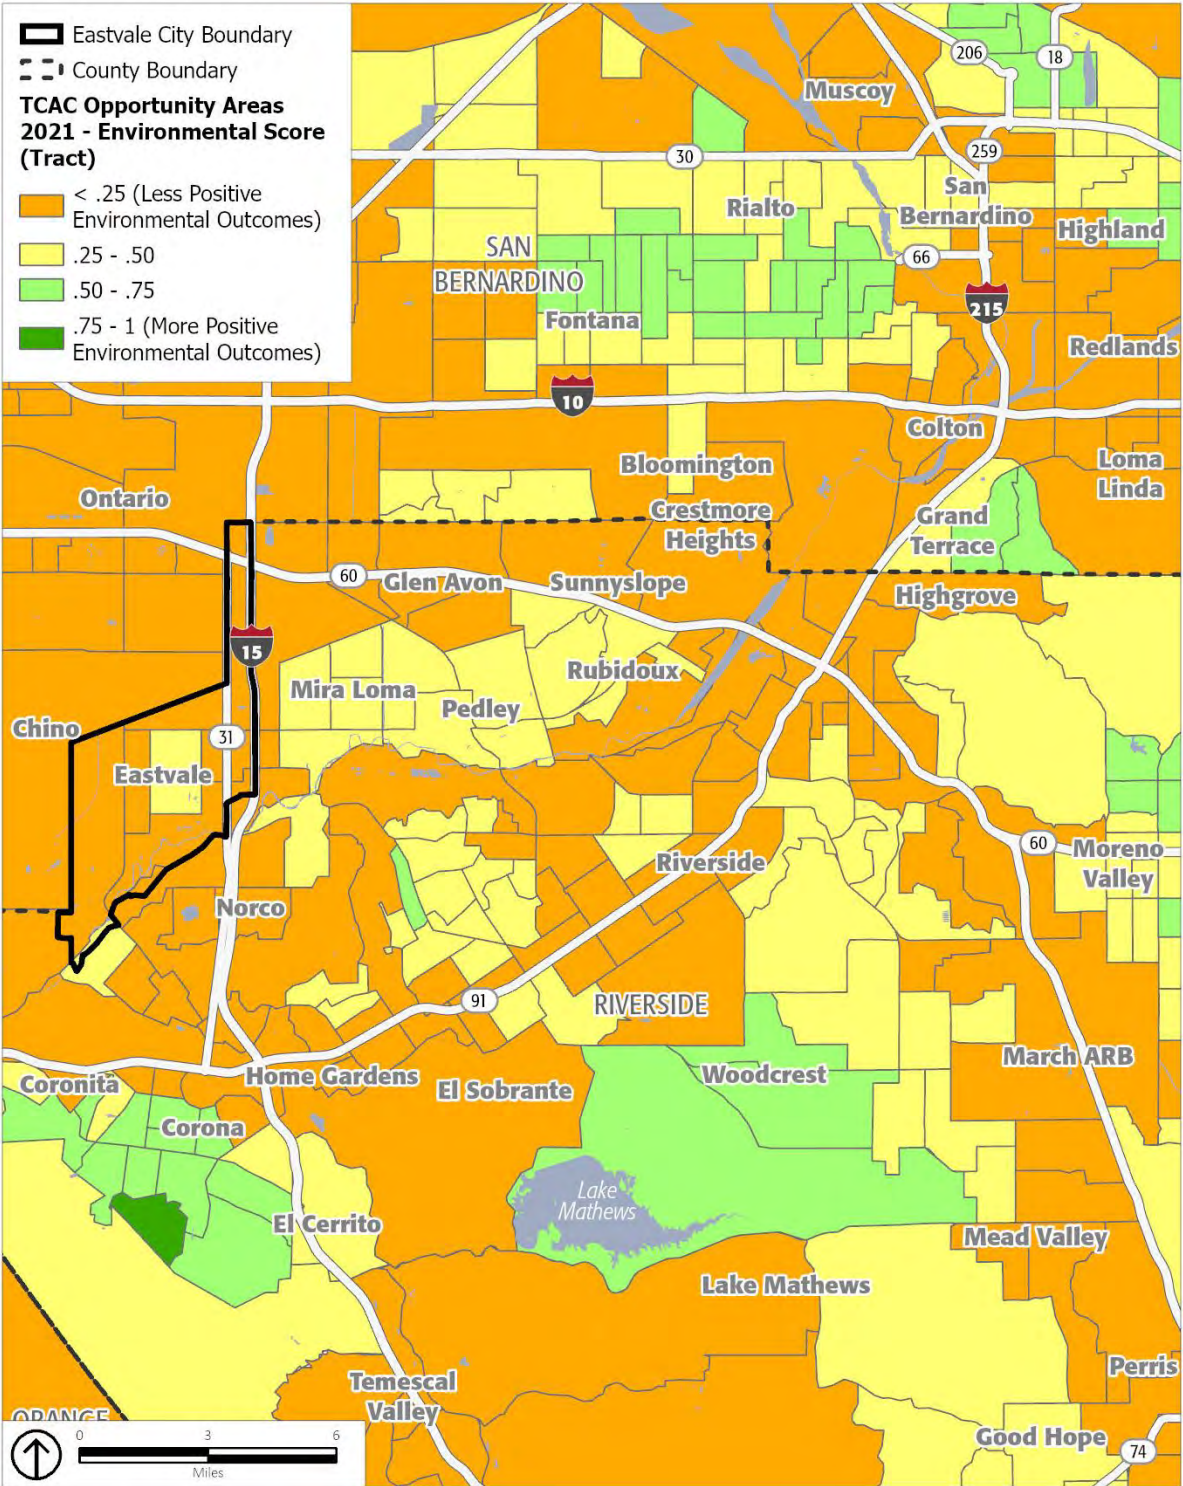 Eastvale City Boundary
County Boundary
TCAC Opportunity Areas
2021 - Environmental Score
(Tract)
< .25 (Less Positive
Environmental Outcomes)
.25 - .50
.50 - .75
.75 - 1 (More Positive
Environmental Outcomes)
206
18
Muscoy
30
259
San
Bernardino
Rialto
Highland
SAN
BERNARDINO
66
215
Fontana
Redlands
10
Colton
Bloomington
Loma
Linda
Ontario
Crestmore
Heights
Grand
Terrace
60
Glen Avon
Sunnyslope
Highgrove
15
Rubidoux
Mira Loma
Pedley
Chino
31
Eastvale
60
Moreno
Valley
Riverside
Norco
91
RIVERSIDE
March ARB
Coronita
Home Gardens
El Sobrante
Woodcrest
Corona
Lake
Mathews
El Cerrito
Mead Valley
Lake Mathews
Perris
Temescal
Valley
ORANGE
Good Hope
74
0 3 6
Miles